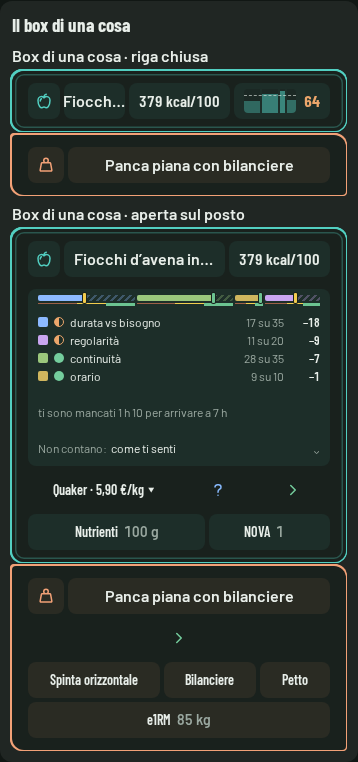 Il box di una cosa
Box di una cosa · riga chiusa
Fiocch… 379 kcal/100 64
Panca piana con bilanciere
Box di una cosa · aperta sul posto
Fiocchi d’avena in… 379 kcal/100
durata vs bisogno 17 su 35 −18
regolarità 11 su 20 −9
continuità 28 su 35 −7
orario 9 su 10 −1
ti sono mancati 1 h 10 per arrivare a 7 h
Non contano: come ti senti
Quaker · 5,90 €/kg ▾ ?
Nutrienti 100 g NOVA 1
Panca piana con bilanciere
Spinta orizzontale Bilanciere Petto
e1RM 85 kg